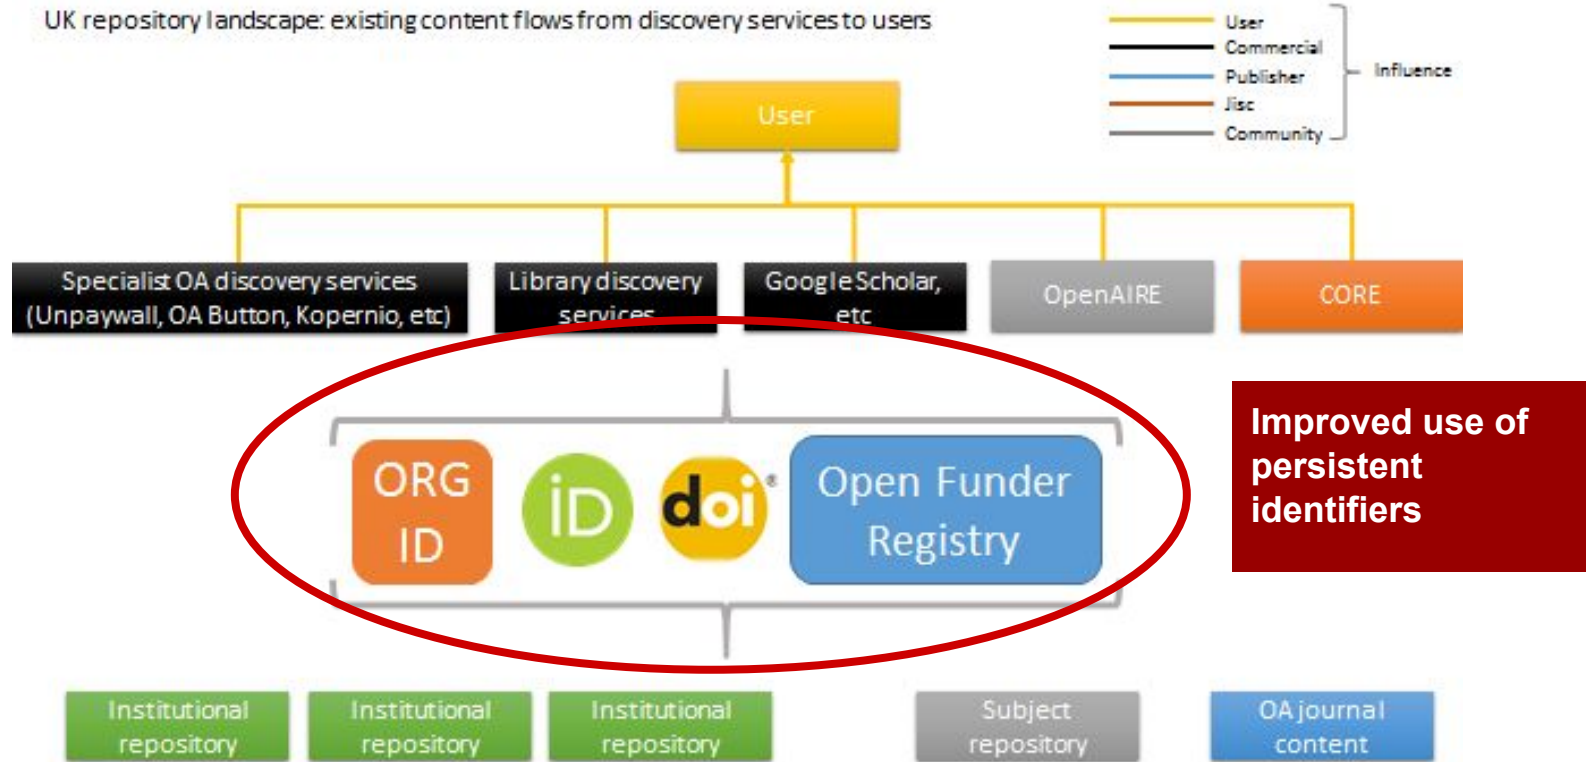 UK repository landscape: existing content flows from discovery services to users
User
Commercial
Publisher
Jisc
Community
Influence
User
Specialist OA discovery services
(Unpaywall, OA Button, Kopernio, etc)
Library discovery
services
Google Scholar,
etc
OpenAIRE
CORE
ORG
ID
iD
doi®
Open Funder
Registry
Improved use of
persistent
identifiers
Institutional
repository
Institutional
repository
Institutional
repository
Subject
repository
OA journal
content